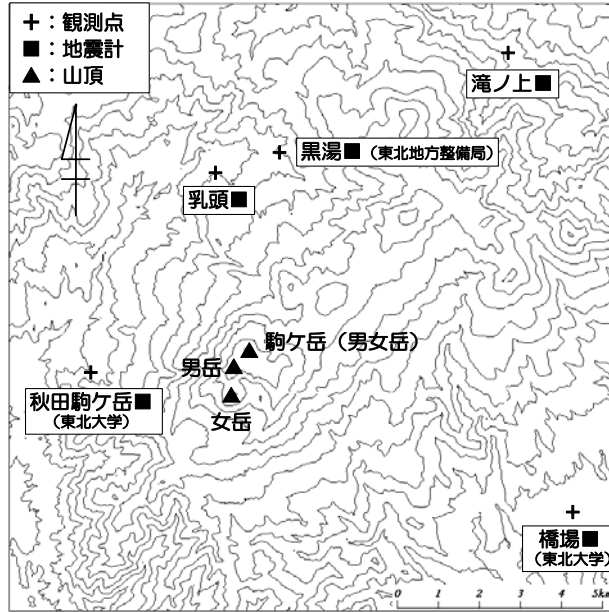 +：観測点
■：地震計
▲：山頂
滝ノ上■
黒湯■（東北地方整備局）
乳頭■
駒ケ岳（男女岳）
男岳
女岳
秋田駒ケ岳■
（東北大学）
橋場■
（東北大学）
0 1 2 3 4 5km